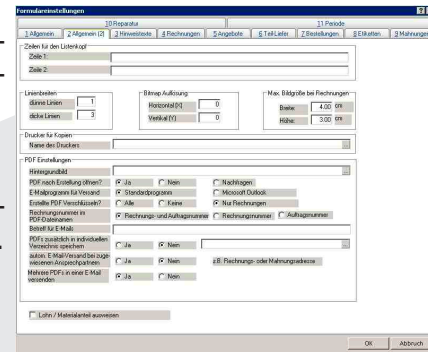 Formulareinstellungen
10 Reparatur 11 Periode
1 Allgemein 2 Allgemein (2) 3 Hinweistexte 4 Rechnungen 5 Angebote 6 Teil-Liefer. 7 Bestellungen 8 Etiketten 9 Mahnungen
Zeilen für den Listenkopf
Zeile 1:
Zeile 2:
Linienbreiten Bitmap Auflösung Max. Bildgröße bei Rechnungen
dünne Linien 1 Horizontal (X) 0 Breite: 4.00 cm
dicke Linien 3 Vertikal (Y) 0 Höhe: 3.00 cm
Drucker für Kopien
Name des Druckers
PDF Einstellungen
Hintergrundbild
PDF nach Erstellung öffnen? Ja Nein Nachfragen
E-Mailprogramm für Versand Standardprogramm Microsoft Outlook
Erstellte PDF Verschlüsseln? Alle Keine Nur Rechnungen
Rechnungsnummer im PDF-Dateinamen Rechnungs- und Auftragsnummer Rechnungsnummer Auftragsnummer
Betreff für E-Mails
PDFs zusätzlich in individuellen Verzeichnis speichern Ja Nein
autom. E-Mail-Versand bei zugewiesenen Ansprechpartnern Ja Nein z.B. Rechnungs- oder Mahnungsadresse
Mehrere PDFs in einer E-Mail versenden Ja Nein
Lohn / Materialanteil ausweisen
OK Abbruch